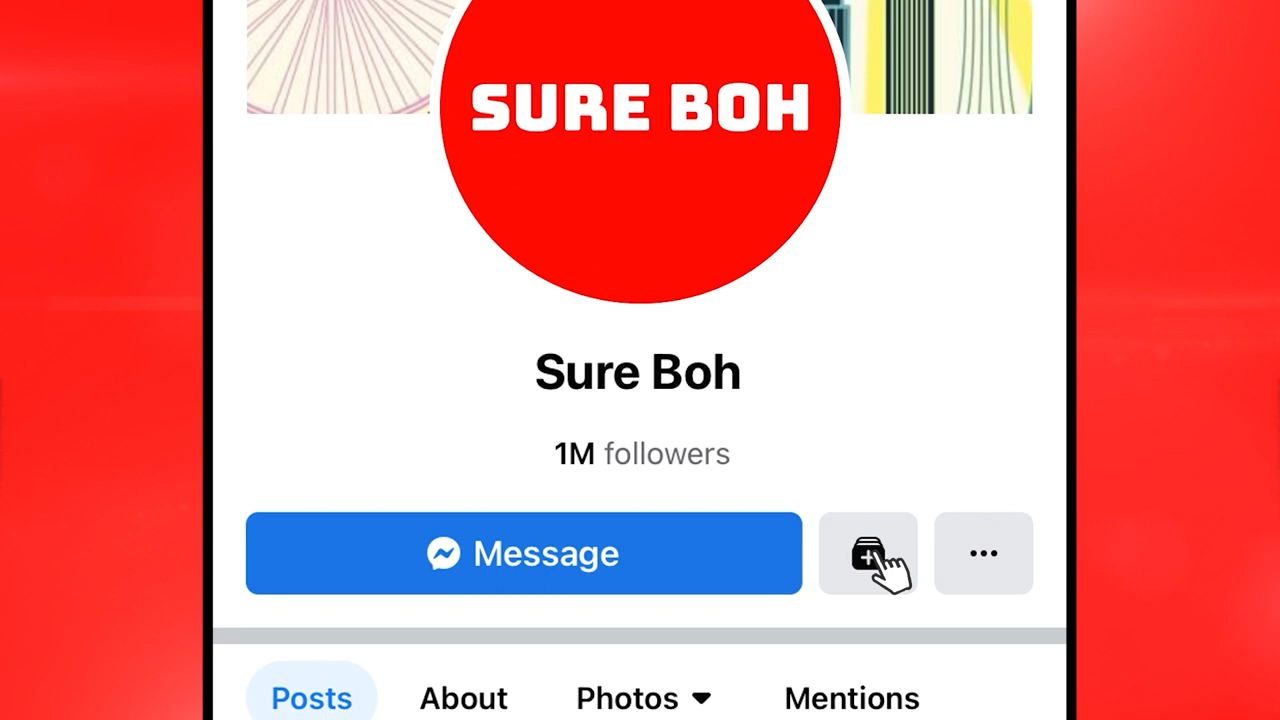 SURE BOH
Sure Boh
1M followers
Message
Posts About Photos Mentions